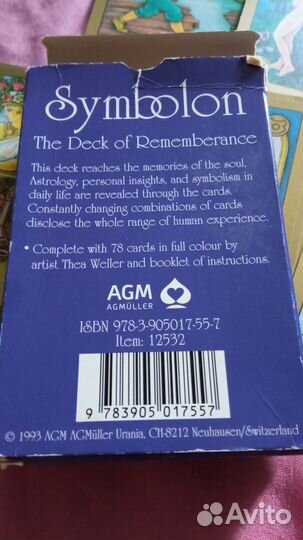 Symbolon
The Deck of Rememberance
This deck reaches the memories of the soul,
Astrology, personal insights, and symbolism in
daily life are revealed through the cards.
Constantly changing combinations of cards
disclose the whole range of human experience.
• Complete with 78 cards in full colour by
artist Thea Weller and booklet of instructions.
AGM
AGMÜLLER
ISBN 978-3-905017-55-7
Item: 12532
9 783905 017557
© 1993 AGM AGMüller Urania, CH-8212 Neuhausen/Switzerland
Avito